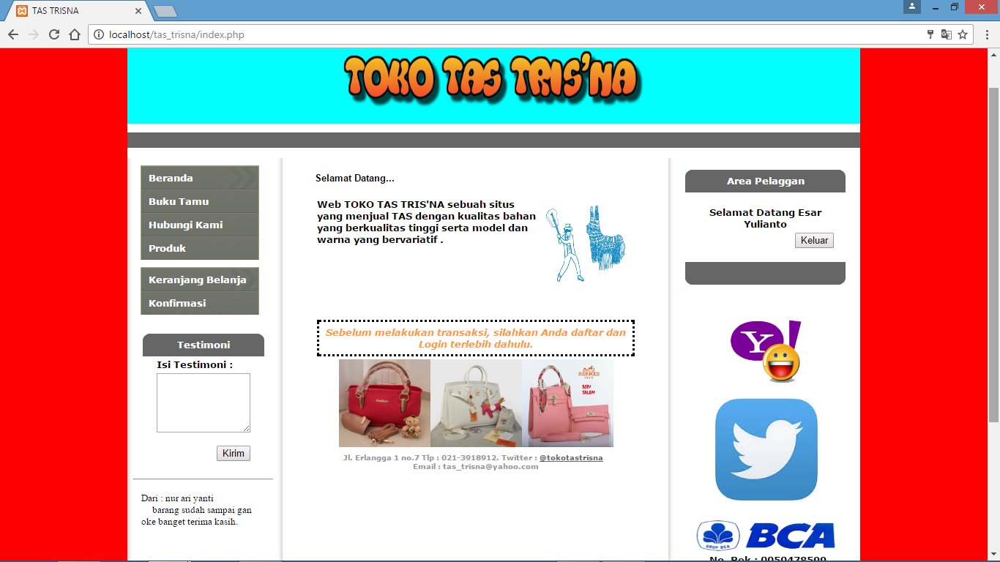 TAS TRISNA
localhost/tas_trisna/index.php
TOKO TAS TRIS'NA
Beranda
Buku Tamu
Hubungi Kami
Produk
Keranjang Belanja
Konfirmasi
Testimoni
Isi Testimoni :
Kirim
Dari : nur ari yanti
barang sudah sampai gan
oke banget terima kasih.
Selamat Datang...
Web TOKO TAS TRIS'NA sebuah situs
yang menjual TAS dengan kualitas bahan
yang berkualitas tinggi serta model dan
warna yang bervariatif .
Sebelum melakukan transaksi, silahkan Anda daftar dan
Login terlebih dahulu.
HERMES
PARIS
Jl. Erlangga 1 no.7 Tlp : 021-3918912. Twitter : @tokotastrisna.
Email : tas_trisna@yahoo.com
Area Pelaggan
Selamat Datang Esar
Yulianto
Keluar
Y!
BCA
GRUP BCA
No. Rek : 0050478599